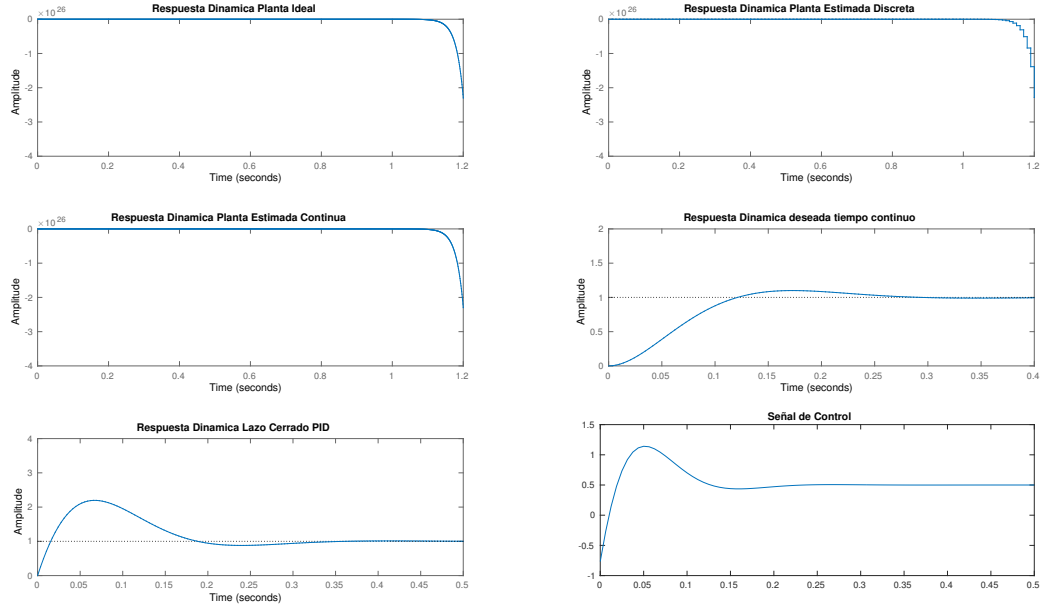 Respuesta Dinamica Planta Ideal
× 10 26
0
-1
-2
-3
-4
Amplitude
0 0.2 0.4 0.6 0.8 1 1.2
Time (seconds)
Respuesta Dinamica Planta Estimada Discreta
× 10 26
0
-1
-2
-3
-4
Amplitude
0 0.2 0.4 0.6 0.8 1 1.2
Time (seconds)
Respuesta Dinamica Planta Estimada Continua
× 10 26
0
-1
-2
-3
-4
Amplitude
0 0.2 0.4 0.6 0.8 1 1.2
Time (seconds)
Respuesta Dinamica deseada tiempo continuo
2
1.5
1
0.5
0
Amplitude
0 0.05 0.1 0.15 0.2 0.25 0.3 0.35 0.4
Time (seconds)
Respuesta Dinamica Lazo Cerrado PID
4
3
2
1
0
Amplitude
0 0.05 0.1 0.15 0.2 0.25 0.3 0.35 0.4 0.45 0.5
Time (seconds)
Señal de Control
1.5
1
0.5
0
-0.5
-1
0 0.05 0.1 0.15 0.2 0.25 0.3 0.35 0.4 0.45 0.5